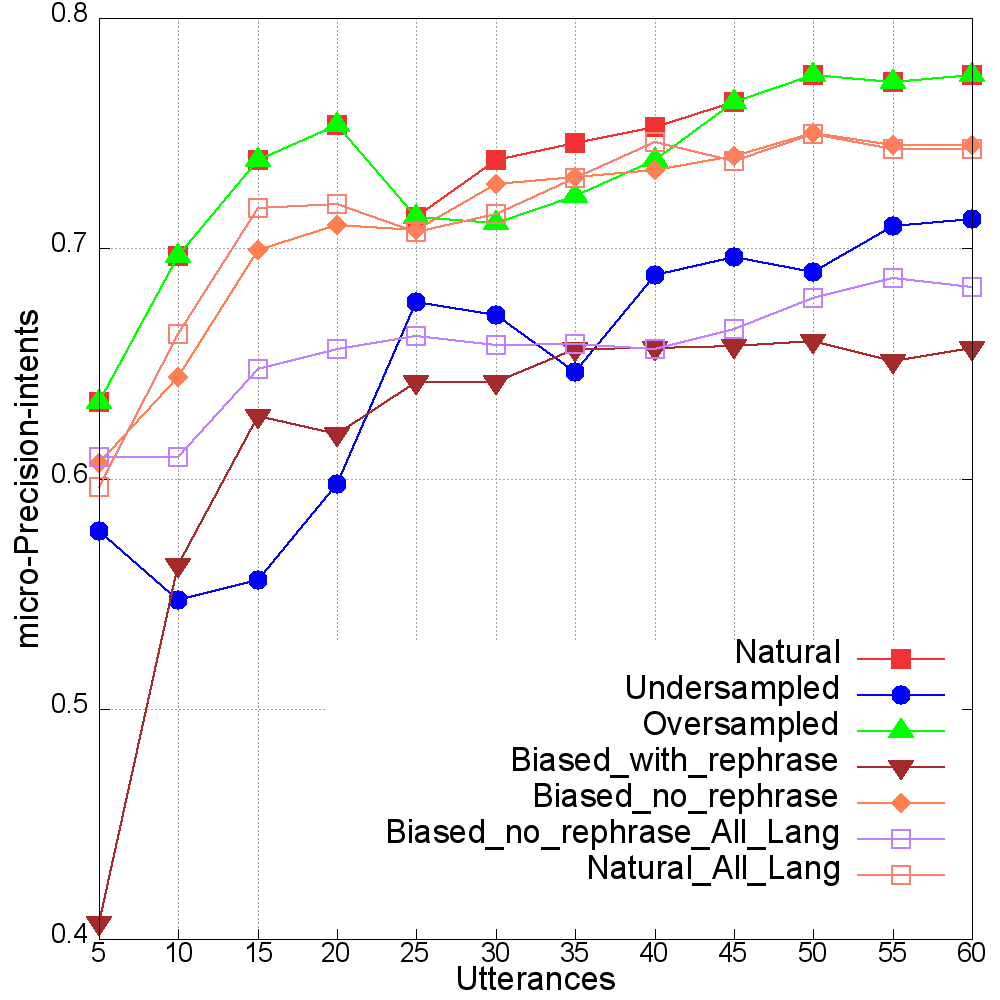 0.8
0.7
0.6
0.5
0.4
micro-Precision-intents
Natural
Undersampled
Oversampled
Biased_with_rephrase
Biased_no_rephrase
Biased_no_rephrase_All_Lang
Natural_All_Lang
5 10 15 20 25 30 35 40 45 50 55 60
Utterances